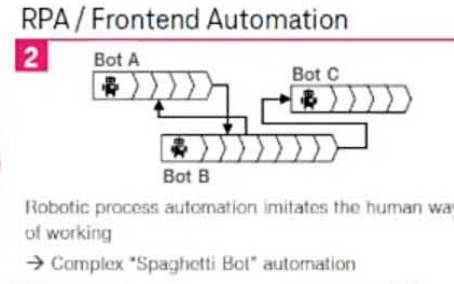 RPA / Frontend Automation
2
Bot A
Bot C
Bot B
Robotic process automation imitates the human way
of working
→ Complex "Spaghetti Bot" automation